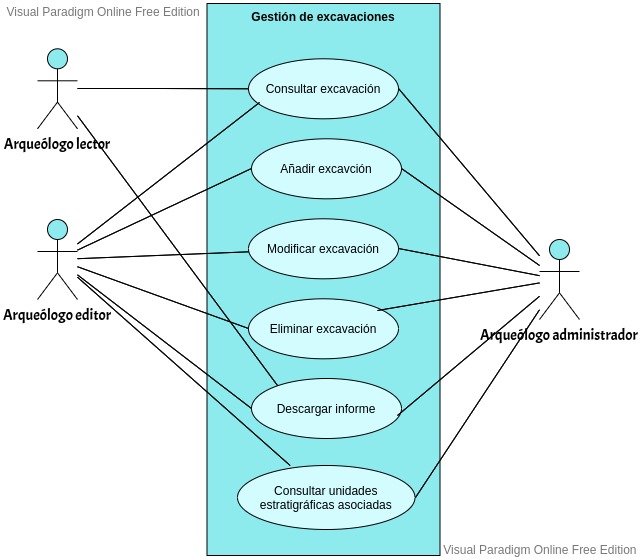 Visual Paradigm Online Free Edition
Gestión de excavaciones
Consultar excavación
Arqueólogo lector
Añadir excavción
Modificar excavación
Arqueólogo editor
Eliminar excavación
Arqueólogo administrador
Descargar informe
Consultar unidades
estratigráficas asociadas
Visual Paradigm Online Free Edition